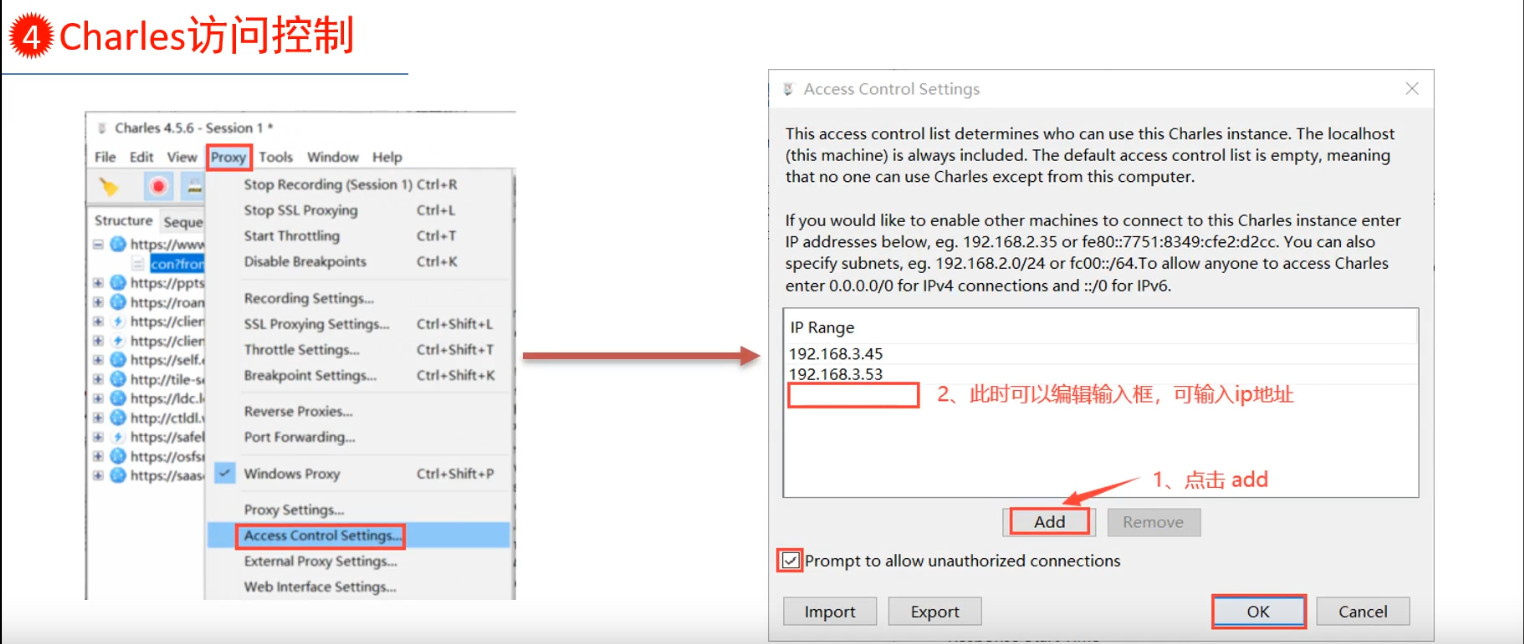 4 Charles访问控制
Charles 4.5.6 - Session 1 *
File Edit View Proxy Tools Window Help
Structure Seque
https://www
con?fron
https://ppts
https://roan
https://clien
https://clien
https://self.
http://tile-se
https://ldc.l
http://ctldl.
https://safel
https://osfsr
https://saas
Stop Recording (Session 1) Ctrl+R
Stop SSL Proxying Ctrl+L
Start Throttling Ctrl+T
Disable Breakpoints Ctrl+K
Recording Settings...
SSL Proxying Settings... Ctrl+Shift+L
Throttle Settings... Ctrl+Shift+T
Breakpoint Settings... Ctrl+Shift+K
Reverse Proxies...
Port Forwarding...
Windows Proxy Ctrl+Shift+P
Proxy Settings...
Access Control Settings...
External Proxy Settings...
Web Interface Settings...
Access Control Settings
This access control list determines who can use this Charles instance. The localhost
(this machine) is always included. The default access control list is empty, meaning
that no one can use Charles except from this computer.
If you would like to enable other machines to connect to this Charles instance enter
IP addresses below, eg. 192.168.2.35 or fe80::7751:8349:cfe2:d2cc. You can also
specify subnets, eg. 192.168.2.0/24 or fc00::/64.To allow anyone to access Charles
enter 0.0.0.0/0 for IPv4 connections and ::/0 for IPv6.
IP Range
192.168.3.45
192.168.3.53
2、此时可以编辑输入框，可输入ip地址
1、点击 add
Add Remove
Prompt to allow unauthorized connections
Import Export OK Cancel